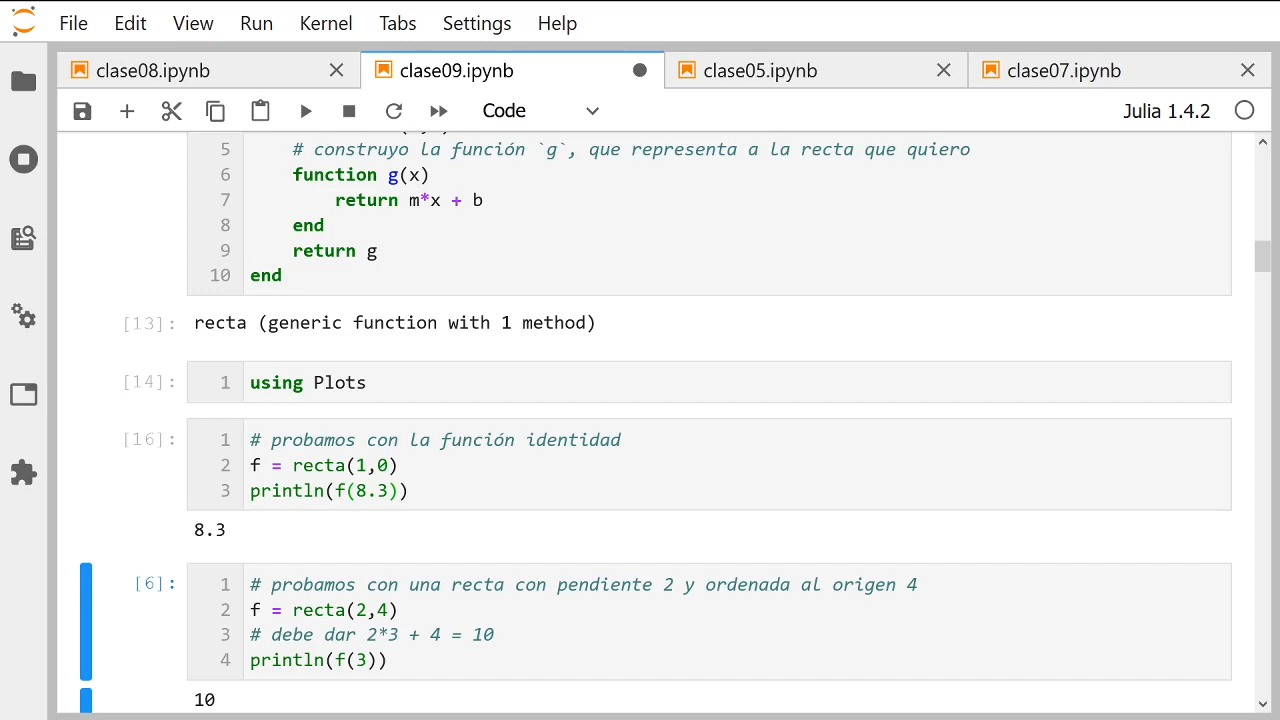 File Edit View Run Kernel Tabs Settings Help
clase08.ipynb clase09.ipynb clase05.ipynb clase07.ipynb
Code Julia 1.4.2
5 # construyo la función `g`, que representa a la recta que quiero
6 function g(x)
7 return m*x + b
8 end
9 return g
10 end
[13]: recta (generic function with 1 method)
[14]: 1 using Plots
[16]: 1 # probamos con la función identidad
2 f = recta(1,0)
3 println(f(8.3))
8.3
[6]: 1 # probamos con una recta con pendiente 2 y ordenada al origen 4
2 f = recta(2,4)
3 # debe dar 2*3 + 4 = 10
4 println(f(3))
10